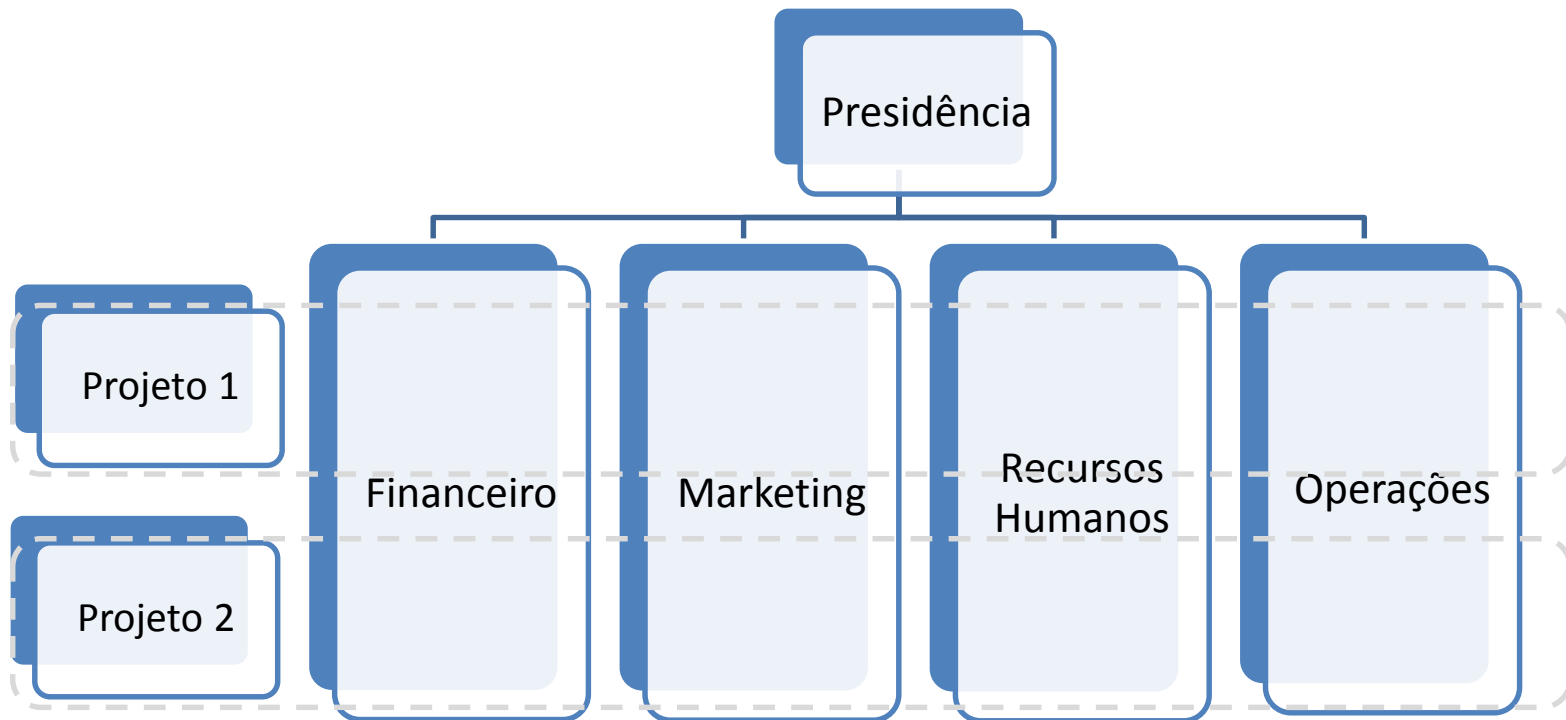 Presidência
Projeto 1
Financeiro
Marketing
Recursos
Humanos
Operações
Projeto 2